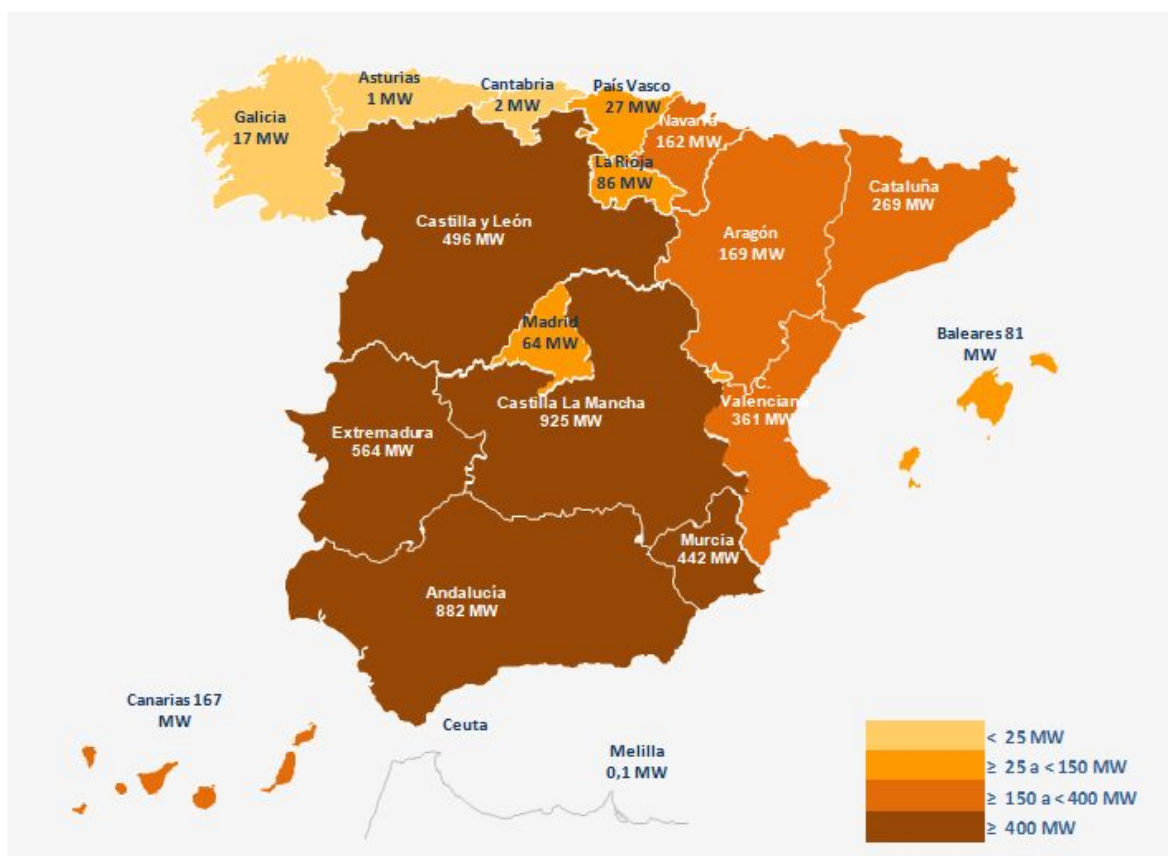 Asturias
1 MW
Cantabria
2 MW
País Vasco
27 MW
Galicia
17 MW
Navarra
162 MW
La Rioja
86 MW
Cataluña
269 MW
Castilla y León
496 MW
Aragón
169 MW
Madrid
64 MW
Baleares 81
MW
C.
Valenciana
361 MW
Castilla La Mancha
925 MW
Extremadura
564 MW
Murcia
442 MW
Andalucía
882 MW
Canarias 167
MW
Ceuta
Melilla
0,1 MW
< 25 MW
≥ 25 a < 150 MW
≥ 150 a < 400 MW
≥ 400 MW